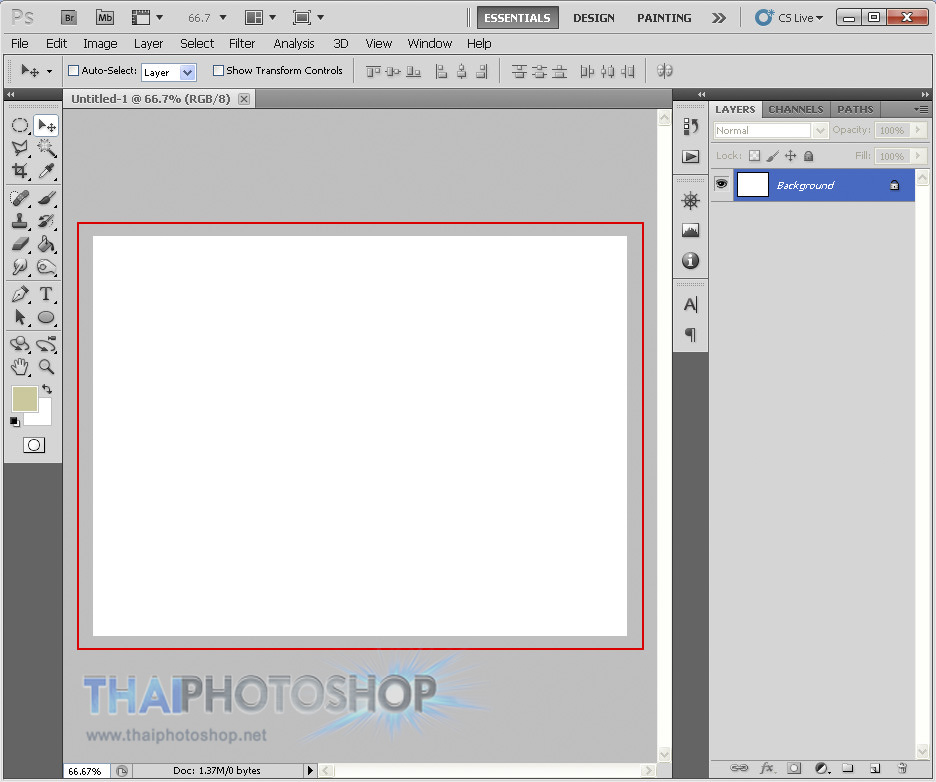 Ps Br Mb 66.7 ESSENTIALS DESIGN PAINTING CS Live
File Edit Image Layer Select Filter Analysis 3D View Window Help
Auto-Select: Layer Show Transform Controls
Untitled-1 @ 66.7% (RGB/8)
LAYERS CHANNELS PATHS
Normal Opacity: 100%
Lock: Fill: 100%
Background
THAIPHOTOSHOP
www.thaiphotoshop.net
66.67% Doc: 1.37M/0 bytes